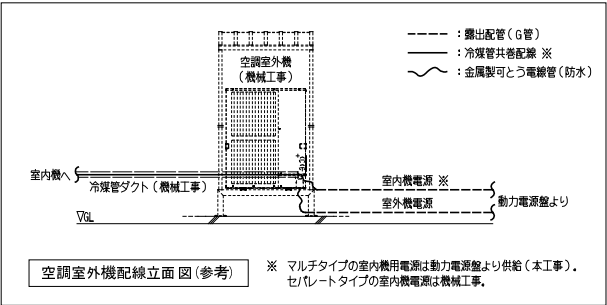 ：露出配管(G管)
：冷媒管共巻配線 ※
：金属製可とう電線管(防水)
空調室外機
(機械工事)
室内機へ
冷媒管ダクト(機械工事)
室内機電源 ※
室外機電源
動力電源盤より
▽GL
空調室外機配線立面図(参考)
※ マルチタイプの室内機用電源は動力電源盤より供給(本工事).
セパレートタイプの室内機電源は機械工事.